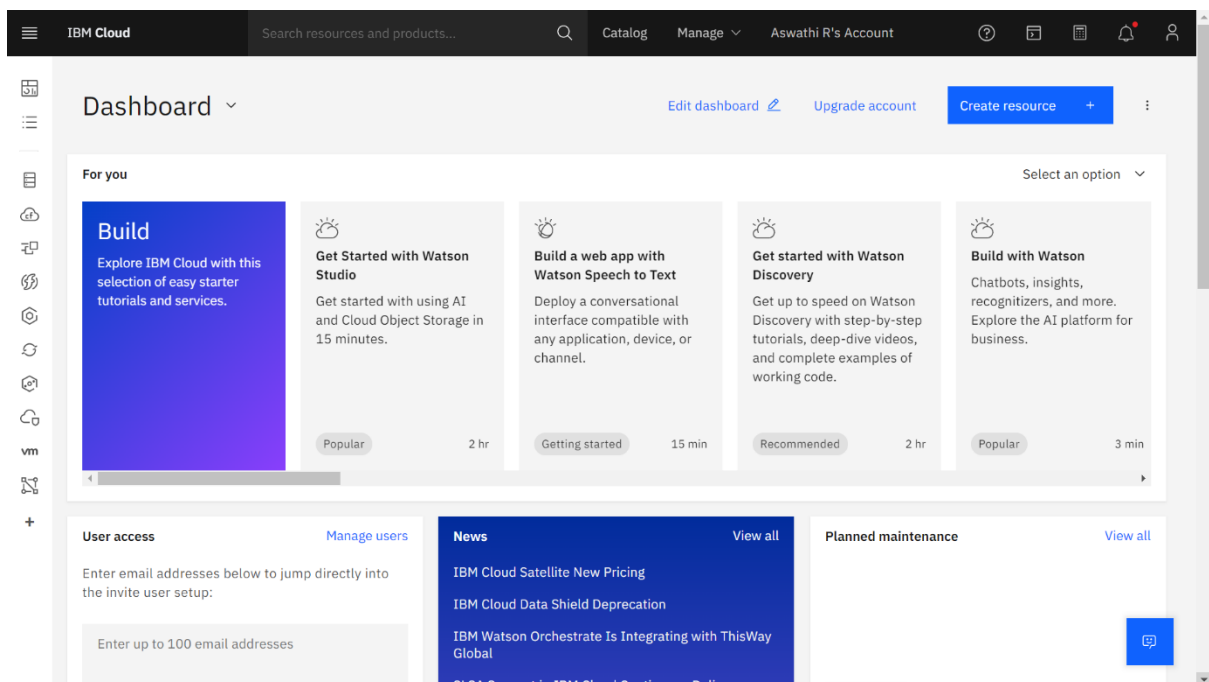 IBM Cloud
Search resources and products...
Catalog
Manage
Aswathi R's Account
Dashboard
Edit dashboard
Upgrade account
Create resource +
For you
Select an option
Build
Explore IBM Cloud with this
selection of easy starter
tutorials and services.
Get Started with Watson
Studio
Get started with using AI
and Cloud Object Storage in
15 minutes.
Popular
2 hr
Build a web app with
Watson Speech to Text
Deploy a conversational
interface compatible with
any application, device, or
channel.
Getting started
15 min
Get started with Watson
Discovery
Get up to speed on Watson
Discovery with step-by-step
tutorials, deep-dive videos,
and complete examples of
working code.
Recommended
2 hr
Build with Watson
Chatbots, insights,
recognitizers, and more.
Explore the AI platform for
business.
Popular
3 min
vm
+
User access
Manage users
Enter email addresses below to jump directly into
the invite user setup:
Enter up to 100 email addresses
News
View all
IBM Cloud Satellite New Pricing
IBM Cloud Data Shield Deprecation
IBM Watson Orchestrate Is Integrating with ThisWay
Global
Planned maintenance
View all